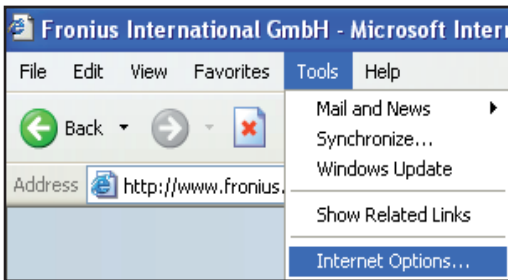 Fronius International GmbH - Microsoft Inter
File Edit View Favorites Tools Help
Back
Address http://www.fronius.
Mail and News
Synchronize...
Windows Update
Show Related Links
Internet Options...